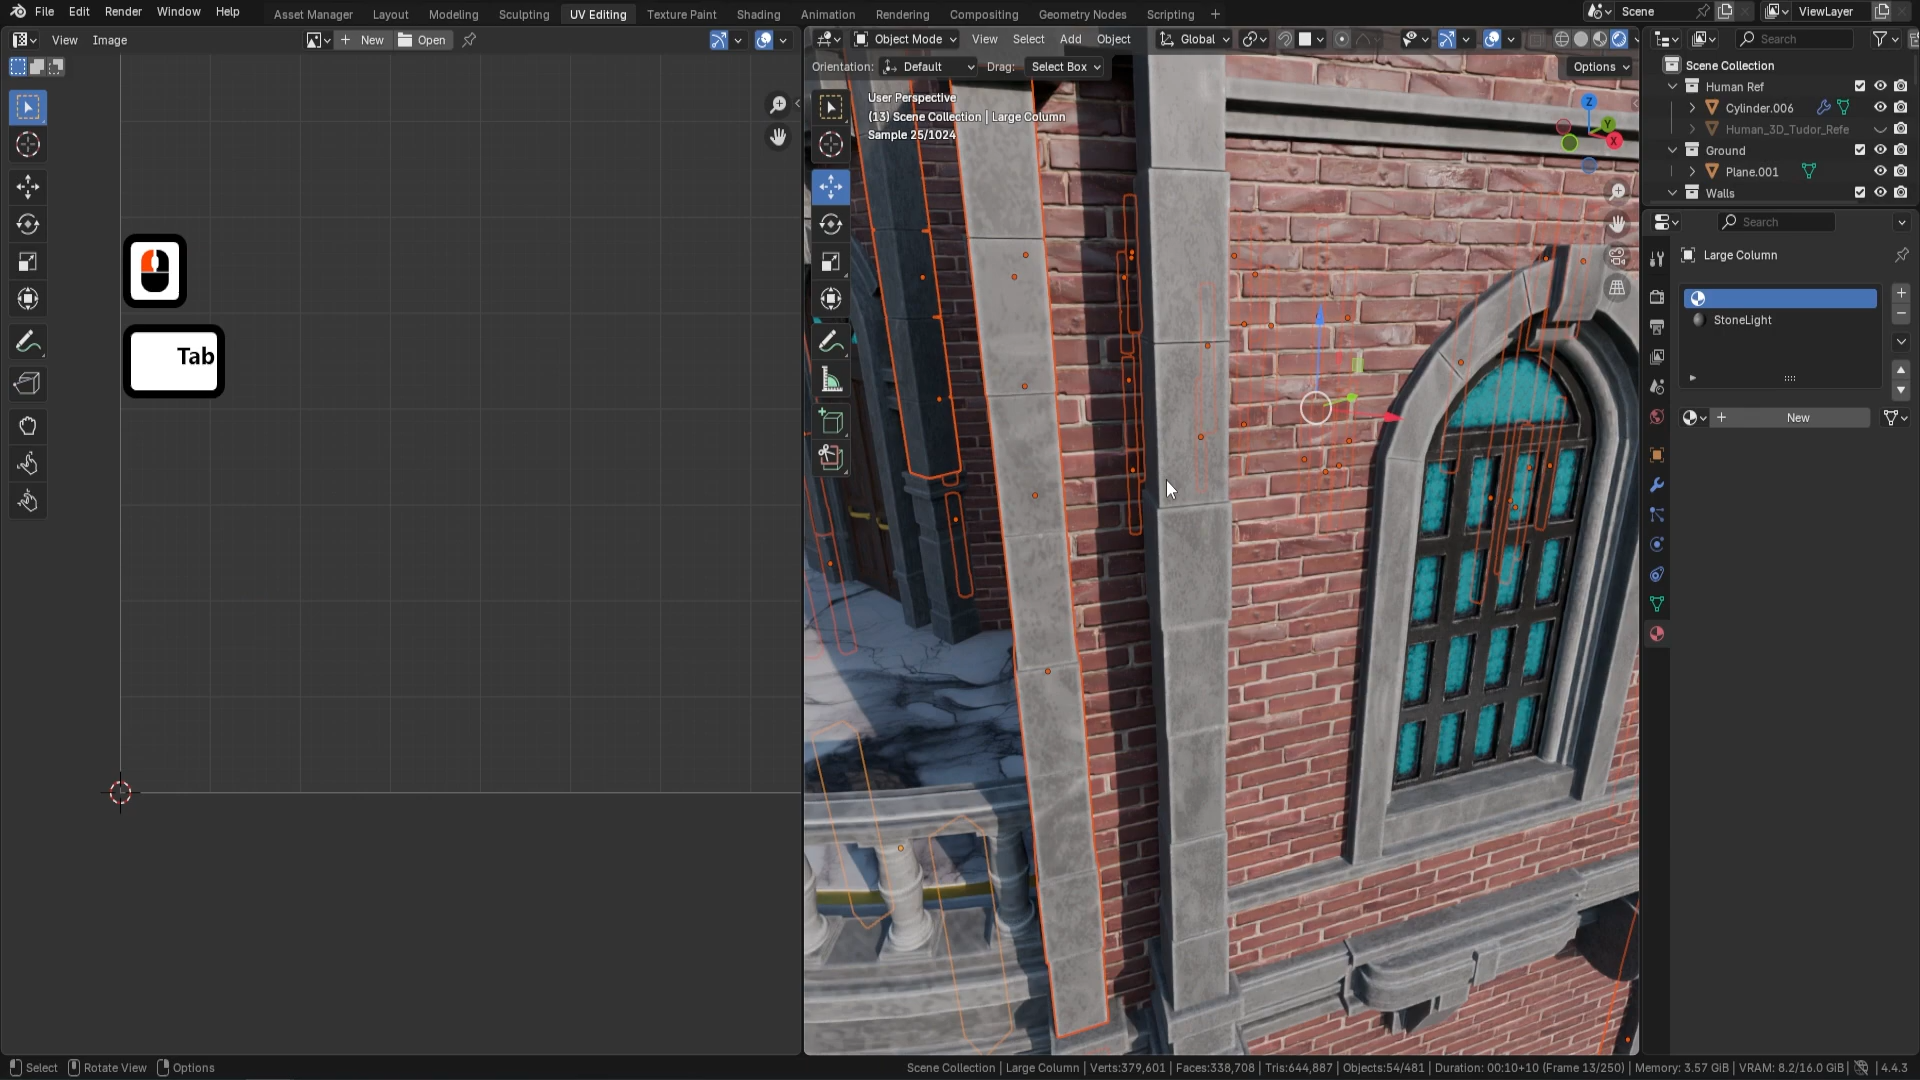 File Edit Render Window Help Asset Manager Layout Modeling Sculpting UV Editing Texture Paint Shading Animation Rendering Compositing Geometry Nodes Scripting + Scene ViewLayer
View Image + New Open
Object Mode View Select Add Object Global
Search
Orientation: Default Drag: Select Box Options
User Perspective
(13) Scene Collection | Large Column
Sample 25/1024
Z
Y
X
Scene Collection
Human Ref
Cylinder.006
Human_3D_Tudor_Refe
Ground
Plane.001
Walls
Search
Large Column
StoneLight
+ New
Tab
Select Rotate View Options
Scene Collection | Large Column | Verts:379,601 | Faces:338,708 | Tris:644,887 | Objects:54/481 | Duration: 00:10+10 (Frame 13/250) | Memory: 3.57 GiB | VRAM: 8.2/16.0 GiB | 4.4.3